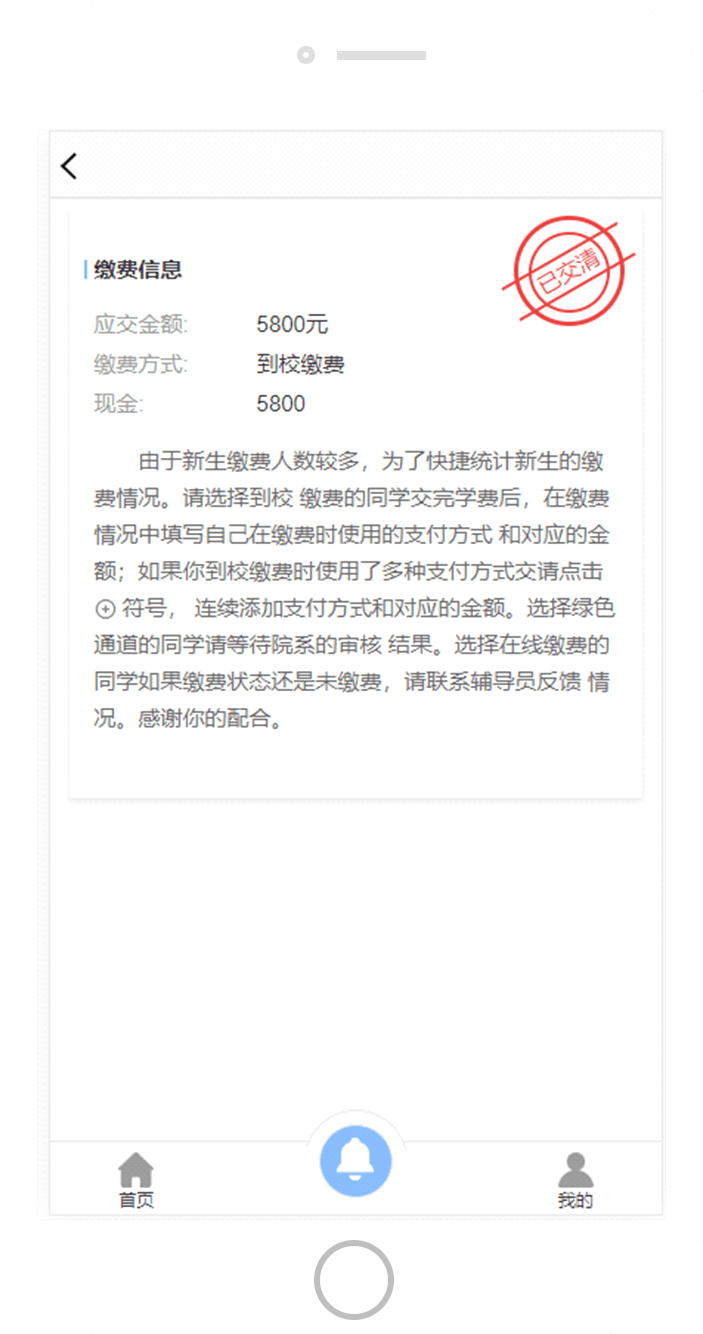 已交清
缴费信息
应交金额: 5800元
缴费方式: 到校缴费
现金: 5800
由于新生缴费人数较多，为了快捷统计新生的缴
费情况。请选择到校 缴费的同学交完学费后，在缴费
情况中填写自己在缴费时使用的支付方式 和对应的金
额；如果你到校缴费时使用了多种支付方式交请点击
⊕ 符号， 连续添加支付方式和对应的金额。选择绿色
通道的同学请等待院系的审核 结果。选择在线缴费的
同学如果缴费状态还是未缴费，请联系辅导员反馈 情
况。感谢你的配合。
首页
我的